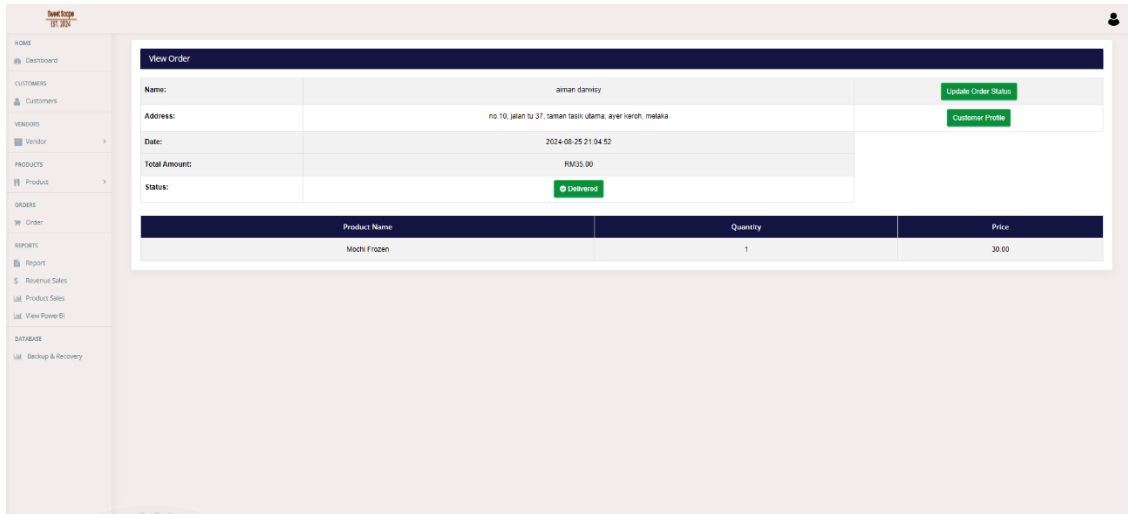 Sweet Scops
EST. 2024
HOME
Dashboard
CUSTOMERS
Customers
VENDORS
Vendor
PRODUCTS
Product
ORDERS
Order
REPORTS
Report
Revenue Sales
Product Sales
View PowerBI
DATABASE
Backup & Recovery
View Order
Name: aiman danwisy Update Order Status
Address: no.10, jalan tu 37, taman tasik utama, ayer keroh, melaka Customer Profile
Date: 2024-08-25 21:04:52
Total Amount: RM35.00
Status: Delivered
Product Name Quantity Price
Mochi Frozen 1 30.00